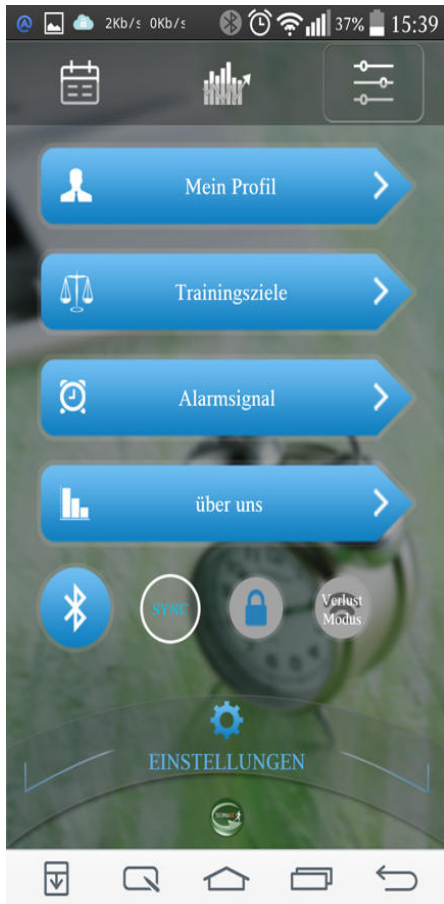 2Kb/s 0Kb/s 37% 15:39
Mein Profil
Trainingsziele
Alarmsignal
über uns
SYNC
Verlust
Modus
EINSTELLUNGEN